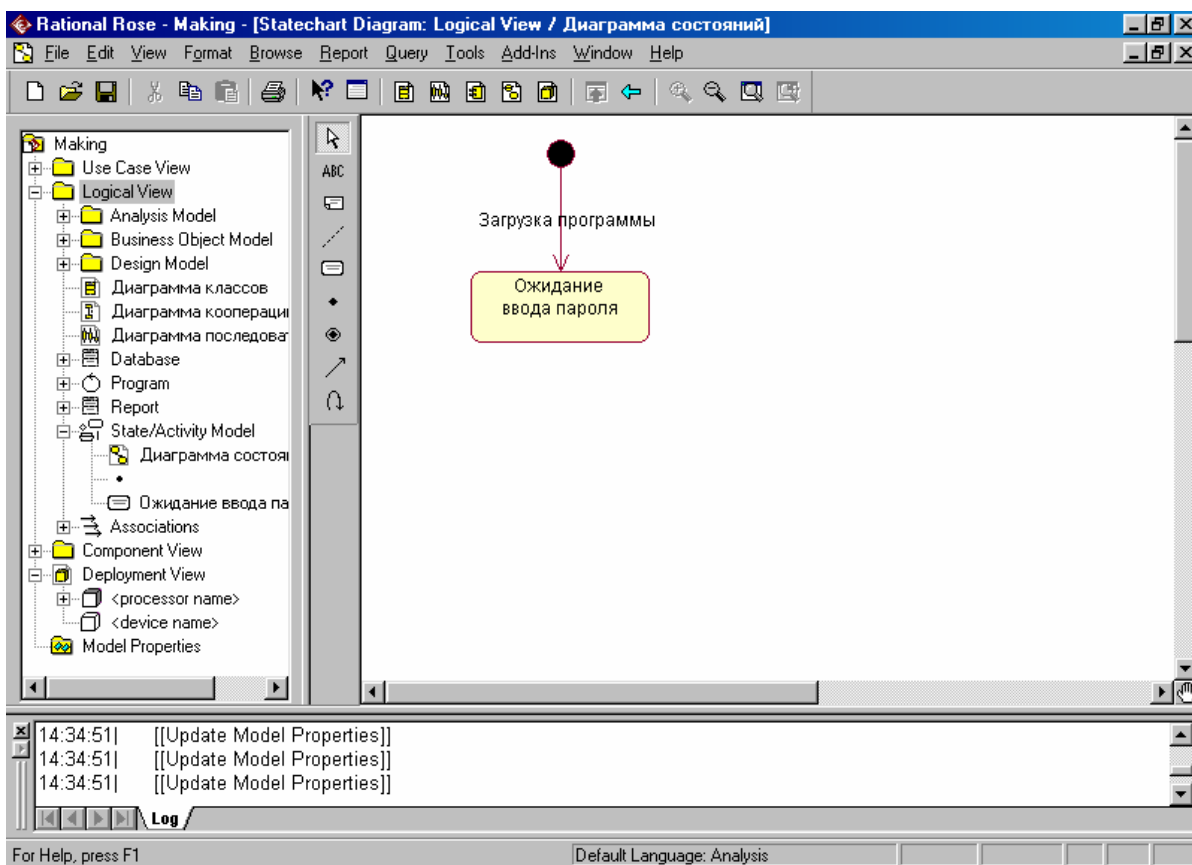 Rational Rose - Making - [Statechart Diagram: Logical View / Диаграмма состояний]
File Edit View Format Browse Report Query Tools Add-Ins Window Help
Making
Use Case View
Logical View
Analysis Model
Business Object Model
Design Model
Диаграмма классов
Диаграмма коопераци
Диаграмма последова
Database
Program
Report
State/Activity Model
Диаграмма состоян
Ожидание ввода па
Associations
Component View
Deployment View
<processor name>
<device name>
Model Properties
ABC
Загрузка программы
Ожидание
ввода пароля
14:34:51| [[Update Model Properties]]
14:34:51| [[Update Model Properties]]
14:34:51| [[Update Model Properties]]
Log
For Help, press F1
Default Language: Analysis